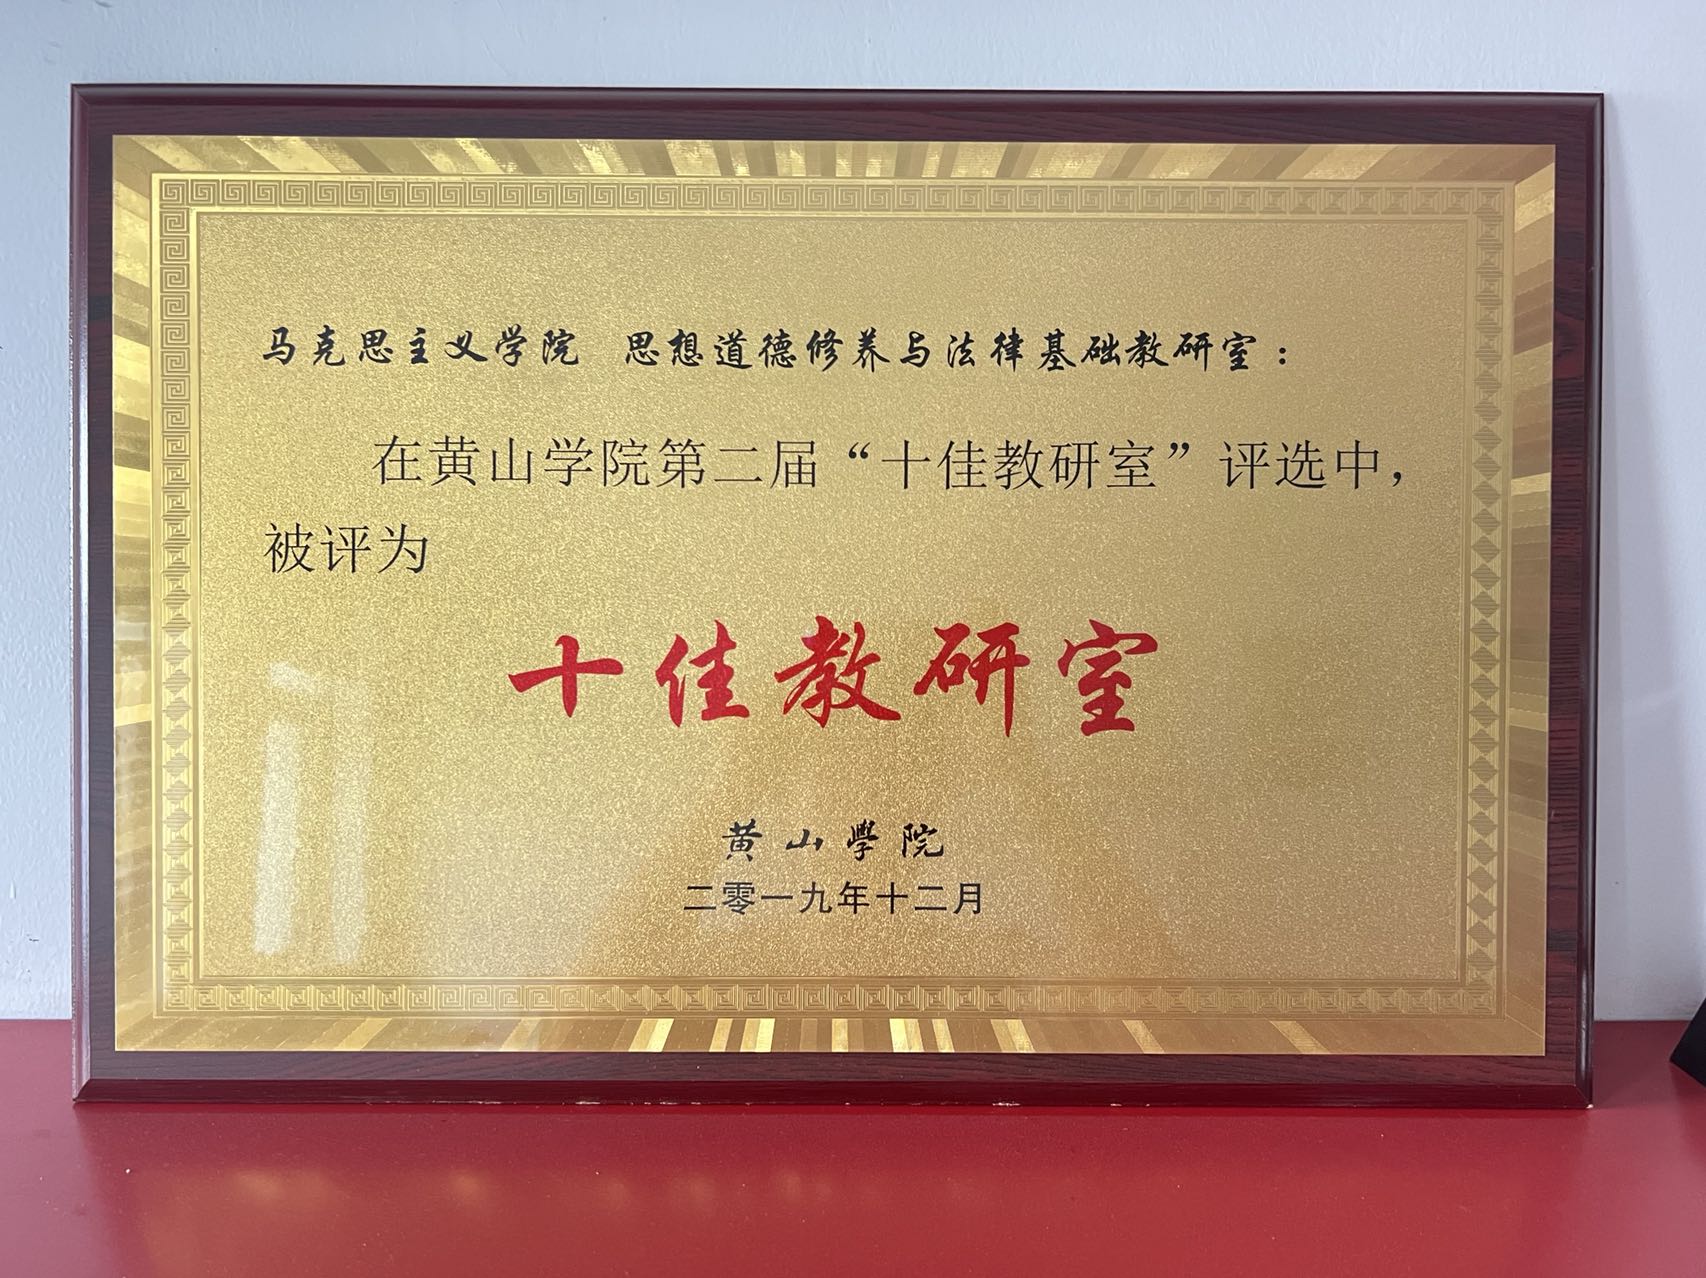 马克思主义学院 思想道德修养与法律基础教研室：
在黄山学院第二届“十佳教研室”评选中，
被评为
十佳教研室
黄山學院
二零一九年十二月